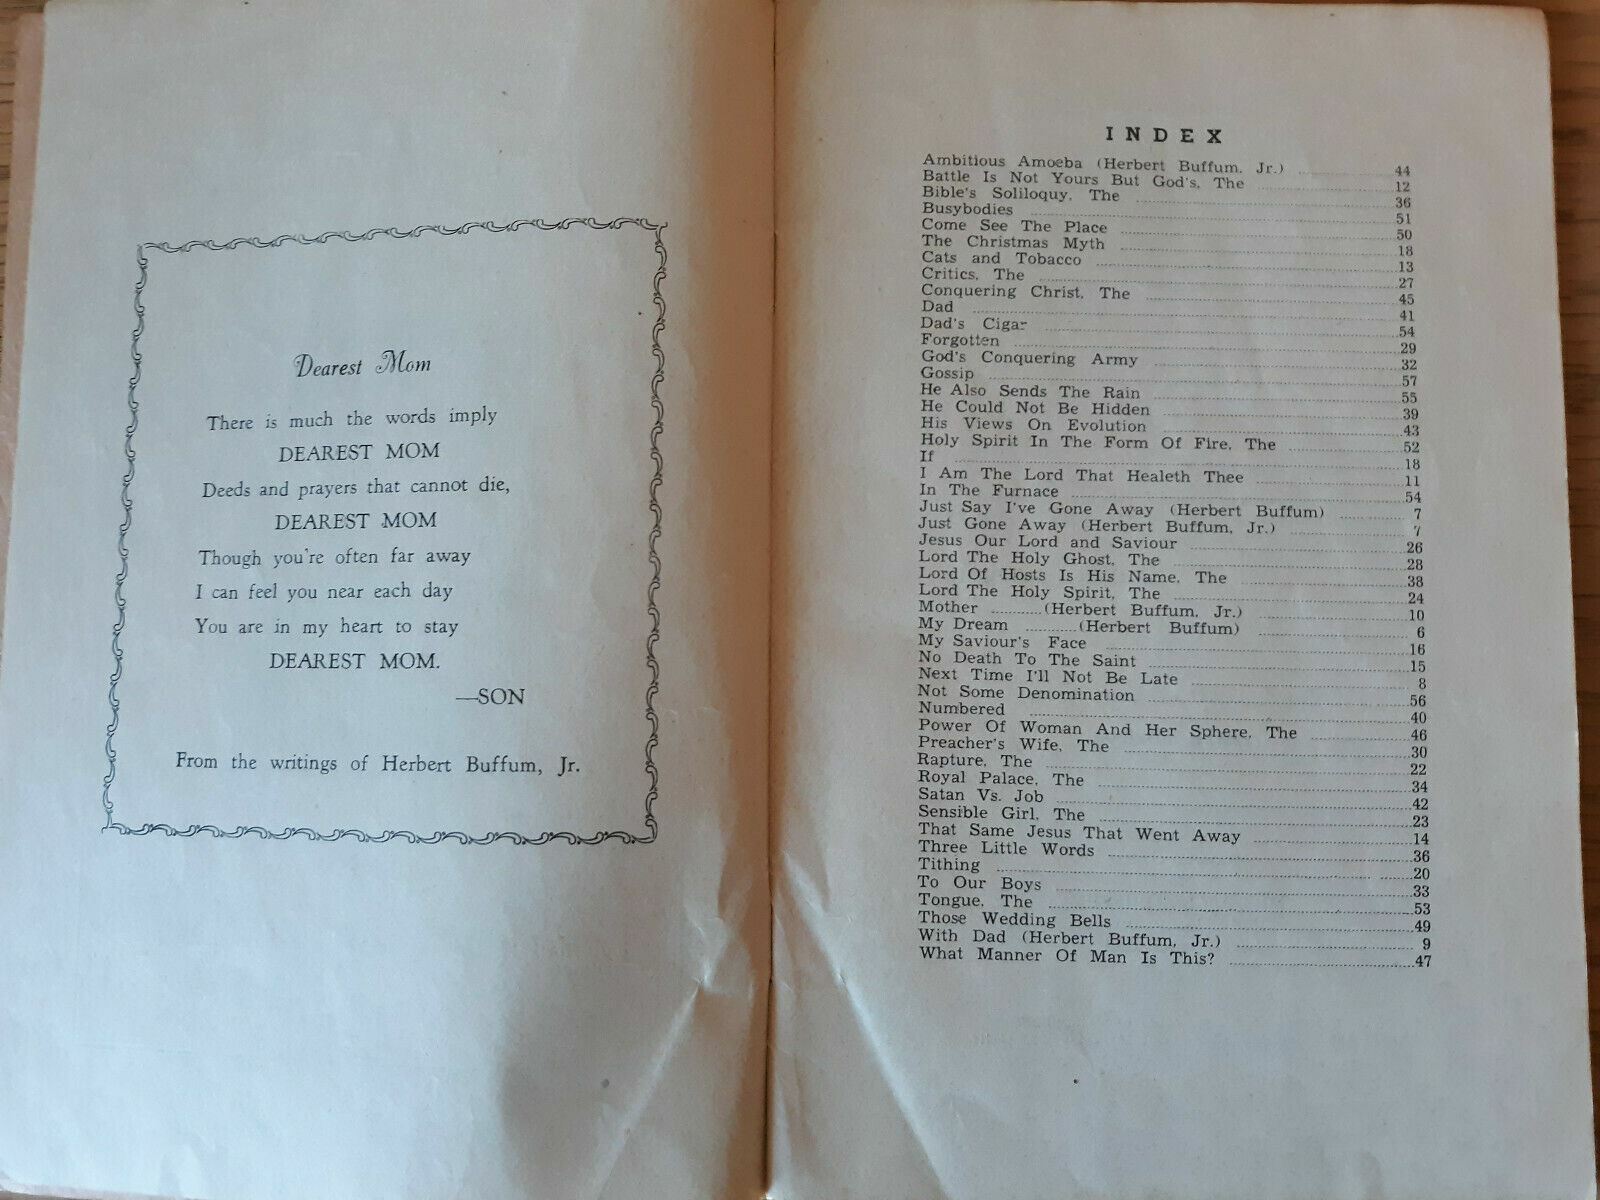 Dearest Mom
There is much the words imply
DEAREST MOM
Deeds and prayers that cannot die,
DEAREST MOM
Though you're often far away
I can feel you near each day
You are in my heart to stay
DEAREST MOM.
—SON
From the writings of Herbert Buffum, Jr.
INDEX
Ambitious Amoeba (Herbert Buffum, Jr.) 44
Battle Is Not Yours But God's, The 12
Bible's Soliloquy, The 36
Busybodies 51
Come See The Place 50
The Christmas Myth 18
Cats and Tobacco 13
Critics, The 27
Conquering Christ, The 45
Dad 41
Dad's Cigar 54
Forgotten 29
God's Conquering Army 32
Gossip 57
He Also Sends The Rain 55
He Could Not Be Hidden 39
His Views On Evolution 43
Holy Spirit In The Form Of Fire, The 52
If 18
I Am The Lord That Healeth Thee 11
In The Furnace 54
Just Say I've Gone Away (Herbert Buffum) 7
Just Gone Away (Herbert Buffum, Jr.) 7
Jesus Our Lord and Saviour 26
Lord The Holy Ghost, The 28
Lord Of Hosts Is His Name, The 38
Lord The Holy Spirit, The 24
Mother (Herbert Buffum, Jr.) 10
My Dream (Herbert Buffum) 6
My Saviour's Face 16
No Death To The Saint 15
Next Time I'll Not Be Late 8
Not Some Denomination 56
Numbered 40
Power Of Woman And Her Sphere, The 46
Preacher's Wife, The 30
Rapture, The 22
Royal Palace, The 34
Satan Vs. Job 42
Sensible Girl, The 23
That Same Jesus That Went Away 14
Three Little Words 36
Tithing 20
To Our Boys 33
Tongue, The 53
Those Wedding Bells 49
With Dad (Herbert Buffum, Jr.) 9
What Manner Of Man Is This? 47